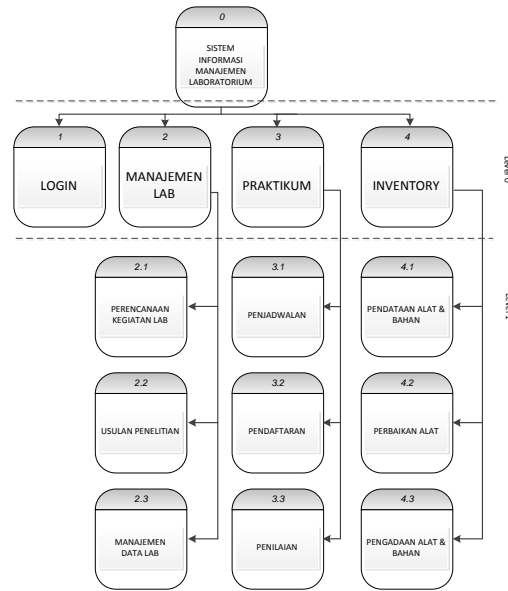 0
SISTEM
INFORMASI
MANAJEMEN
LABORATORIUM
1
LOGIN
2
MANAJEMEN
LAB
3
PRAKTIKUM
4
INVENTORY
2.1
PERENCANAAN
KEGIATAN LAB
3.1
PENJADWALAN
4.1
PENDATAAN ALAT &
BAHAN
2.2
USULAN PENELITIAN
3.2
PENDAFTARAN
4.2
PERBAIKAN ALAT
2.3
MANAJEMEN
DATA LAB
3.3
PENILAIAN
4.3
PENGADAAN ALAT &
BAHAN